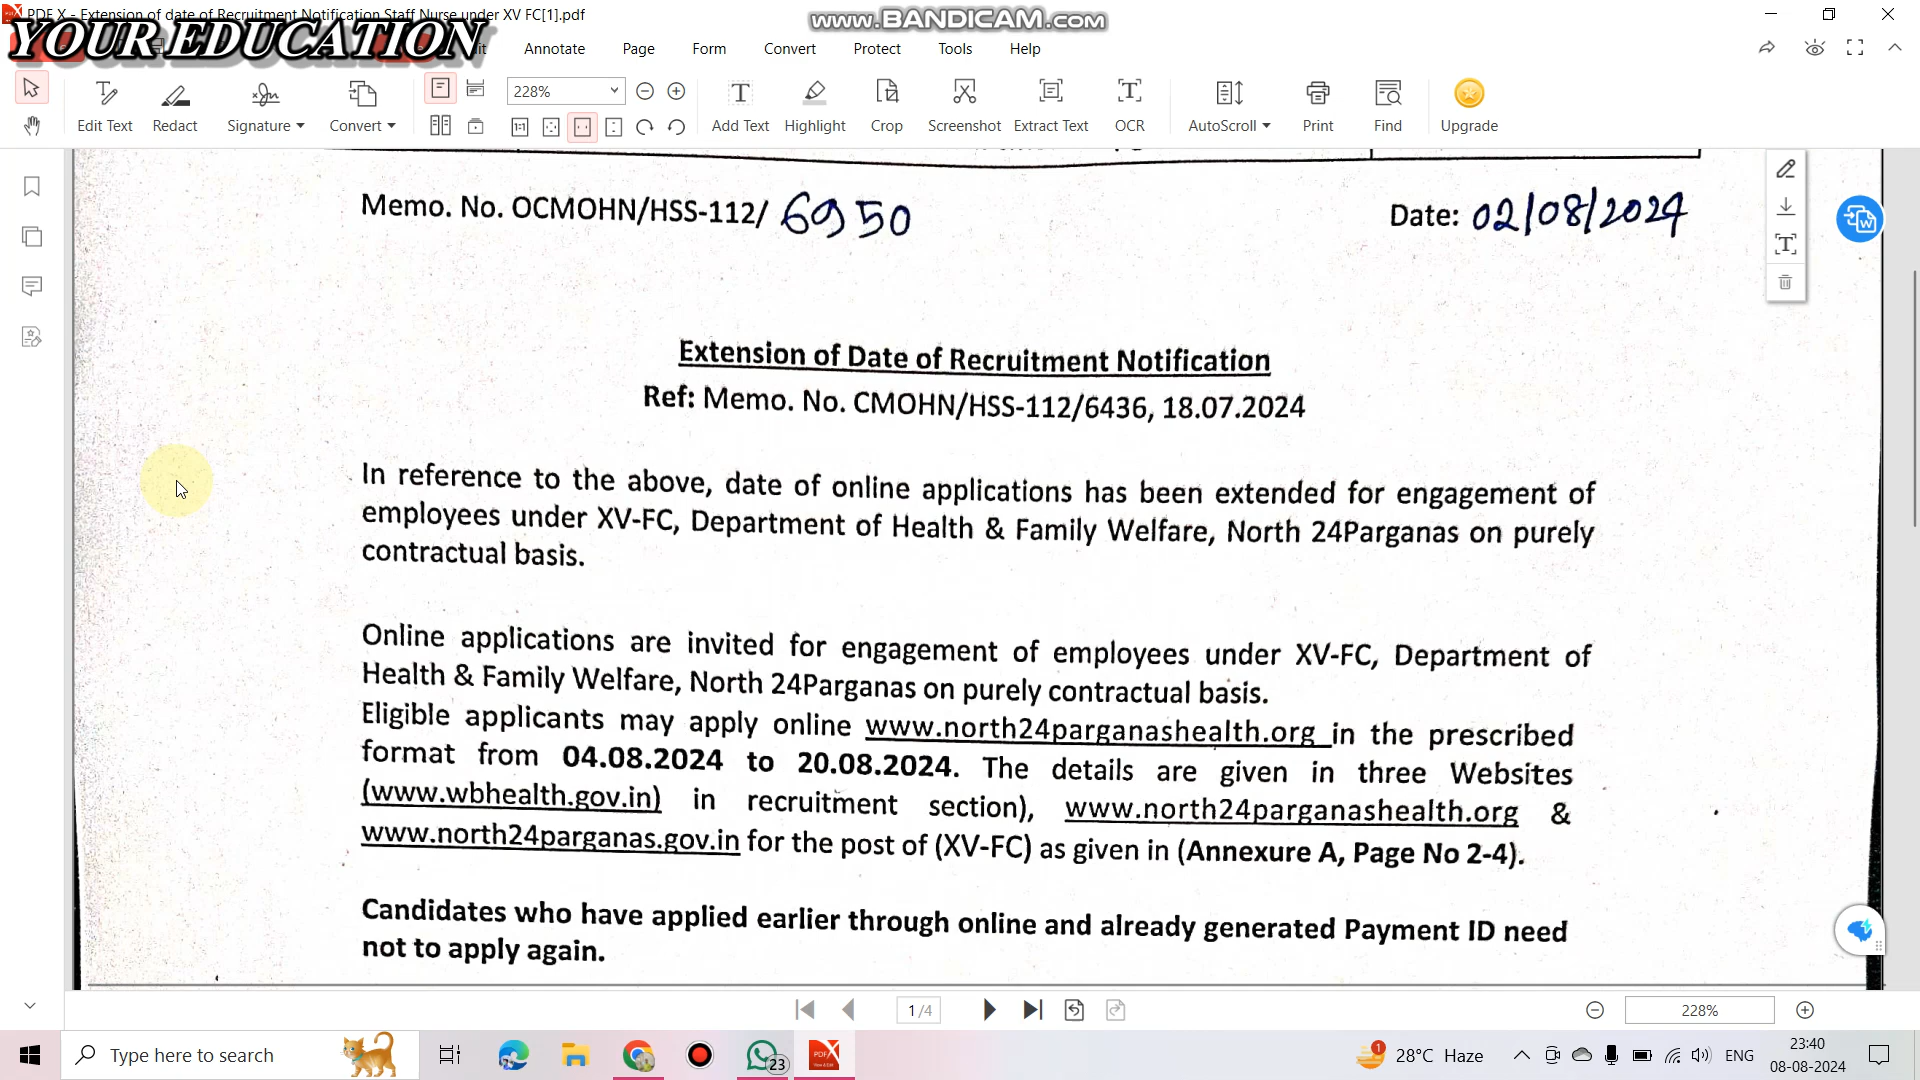 PDF X - Extension of date of Recruitment Notification Staff Nurse under XV FC[1].pdf
www.BANDICAM.com
YOUR EDUCATION
Annotate Page Form Convert Protect Tools Help
228%
Edit Text Redact Signature Convert Add Text Highlight Crop Screenshot Extract Text OCR AutoScroll Print Find Upgrade
Memo. No. OCMOHN/HSS-112/ 6950 Date: 02/08/2024
Extension of Date of Recruitment Notification
Ref: Memo. No. CMOHN/HSS-112/6436, 18.07.2024
In reference to the above, date of online applications has been extended for engagement of
employees under XV-FC, Department of Health & Family Welfare, North 24Parganas on purely
contractual basis.
Online applications are invited for engagement of employees under XV-FC, Department of
Health & Family Welfare, North 24Parganas on purely contractual basis.
Eligible applicants may apply online www.north24parganashealth.org in the prescribed
format from 04.08.2024 to 20.08.2024. The details are given in three Websites
(www.wbhealth.gov.in) in recruitment section), www.north24parganashealth.org &
www.north24parganas.gov.in for the post of (XV-FC) as given in (Annexure A, Page No 2-4).
Candidates who have applied earlier through online and already generated Payment ID need
not to apply again.
1/4
228%
Type here to search
23
28°C Haze
ENG
23:40
08-08-2024